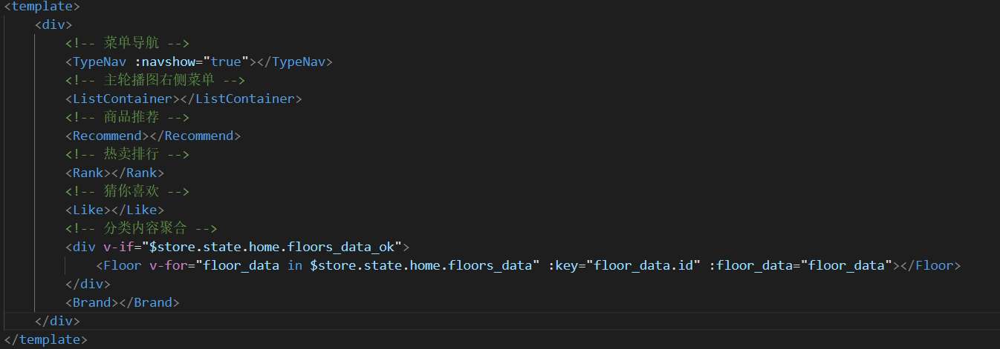 <template>
<div>
<!-- 菜单导航 -->
<TypeNav :navshow="true"></TypeNav>
<!-- 主轮播图右侧菜单 -->
<ListContainer></ListContainer>
<!-- 商品推荐 -->
<Recommend></Recommend>
<!-- 热卖排行 -->
<Rank></Rank>
<!-- 猜你喜欢 -->
<Like></Like>
<!-- 分类内容聚合 -->
<div v-if="$store.state.home.floors_data_ok">
<Floor v-for="floor_data in $store.state.home.floors_data" :key="floor_data.id" :floor_data="floor_data"></Floor>
</div>
<Brand></Brand>
</div>
</template>